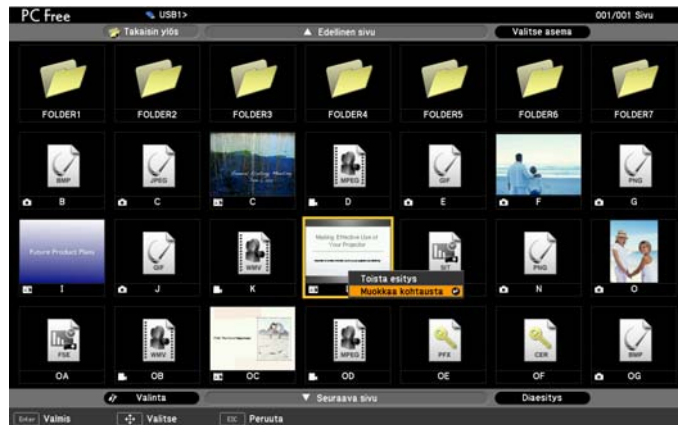 PC Free USB1> 001/001 Sivu
Takaisin ylös ▲ Edellinen sivu Valitse asema
FOLDER1 FOLDER2 FOLDER3 FOLDER4 FOLDER5 FOLDER6 FOLDER7
BMP JPEG MPEG GIF PNG
B C C D E F G
Future Product Plans GIF WMV Making Effective Use of PNG
Your Projector
Toista esitys
Muokkaa kohtausta
I J K N O
FSE WMV MPEG PFX CER BMP
OA OB OC OD OE OF OG
Valinta ▼ Seuraava sivu Diaesitys
Enter Valmis Valitse ESC Peruuta